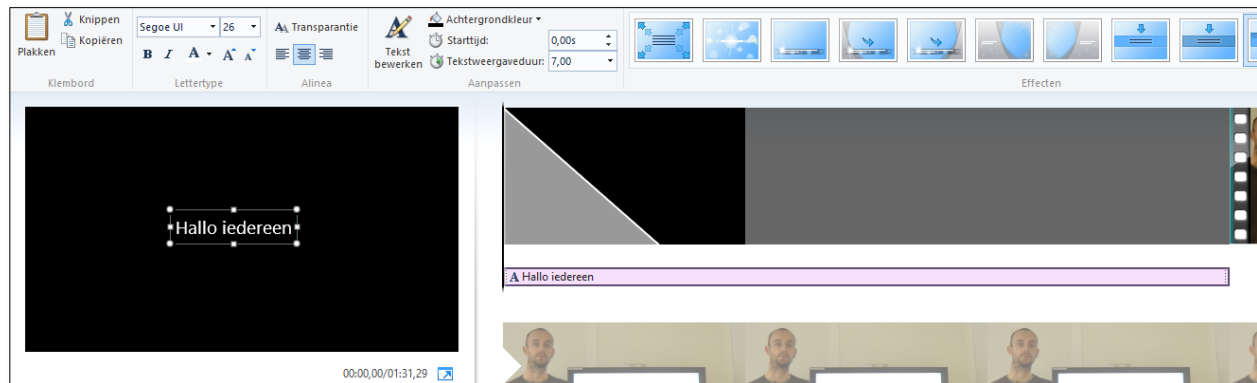 Plakken
Knippen
Kopiëren
Klembord
Segoe UI 26
B I A A A
Lettertype
AA Transparantie
Alinea
Tekst
bewerken
Achtergrondkleur
Starttijd: 0,00s
Tekstweergaveduur: 7,00
Aanpassen
Effecten
Hallo iedereen
A Hallo iedereen
00:00,00/01:31,29